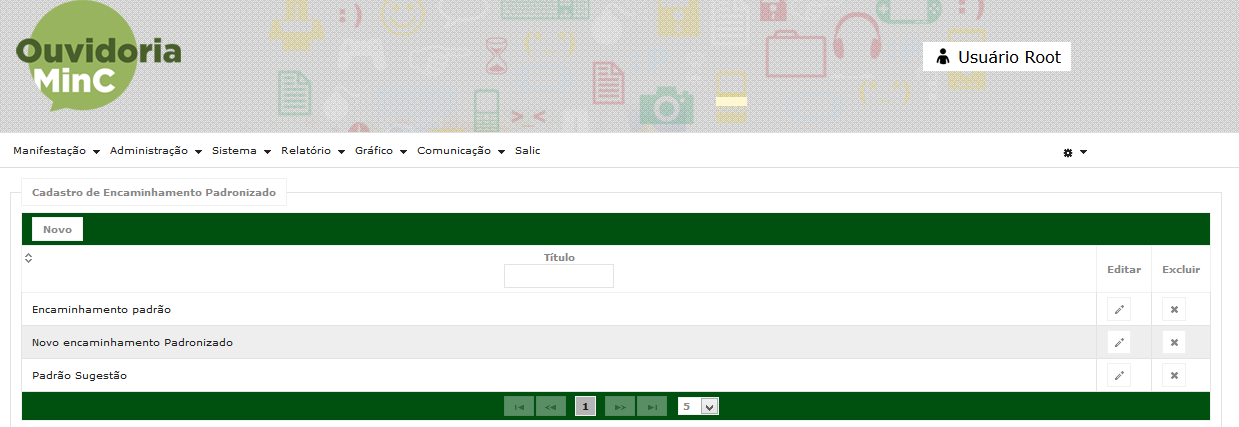 Ouvidoria
MinC
Usuário Root
Manifestação Administração Sistema Relatório Gráfico Comunicação Salic
Cadastro de Encaminhamento Padronizado
Novo
Título
Editar Excluir
Encaminhamento padrão
Novo encaminhamento Padronizado
Padrão Sugestão
1 5